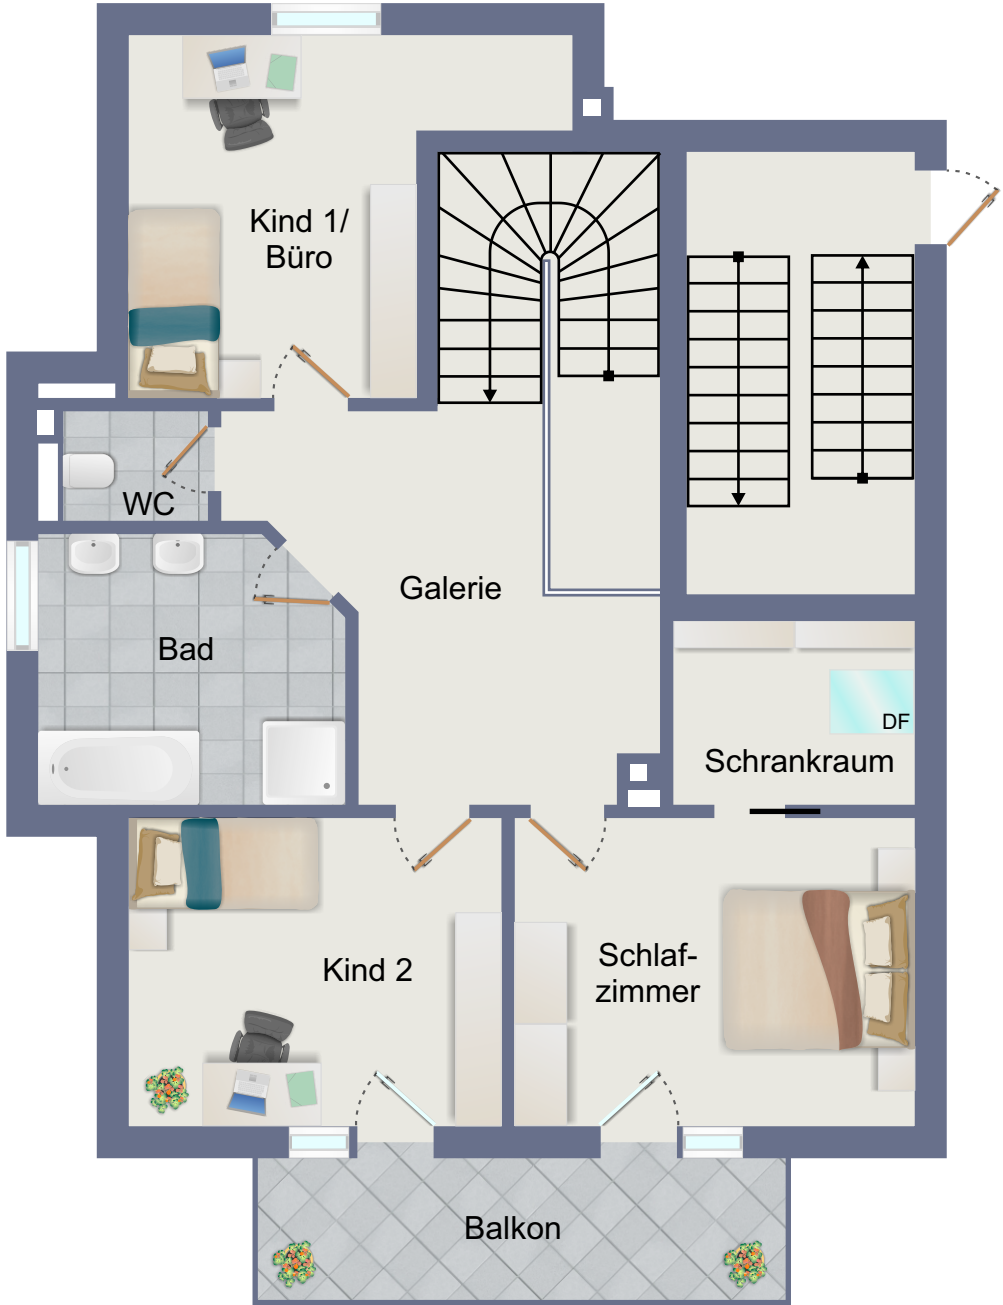 Kind 1/
Büro
WC
Galerie
Bad
DF
Schrankraum
Kind 2
Schlaf-
zimmer
Balkon